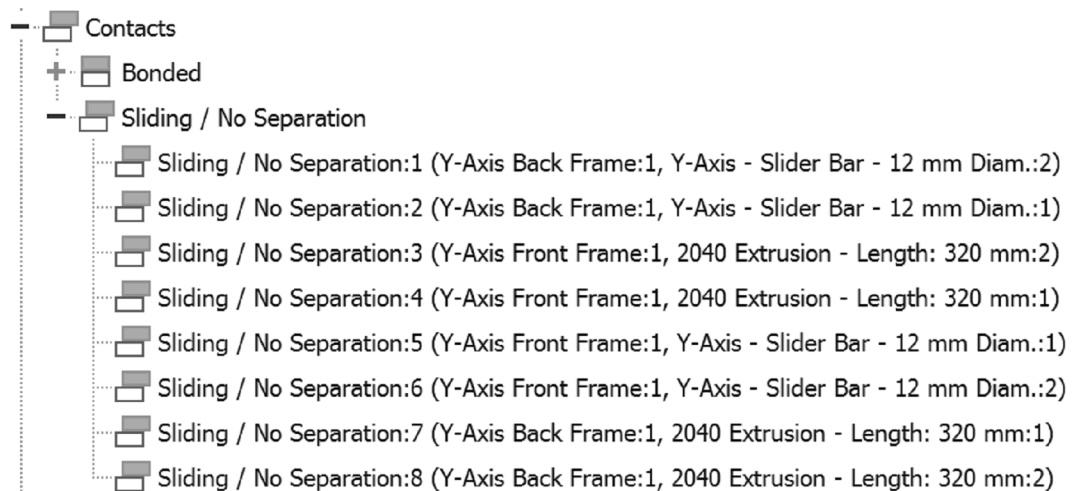 Contacts
Bonded
Sliding / No Separation
Sliding / No Separation:1 (Y-Axis Back Frame:1, Y-Axis - Slider Bar - 12 mm Diam.:2)
Sliding / No Separation:2 (Y-Axis Back Frame:1, Y-Axis - Slider Bar - 12 mm Diam.:1)
Sliding / No Separation:3 (Y-Axis Front Frame:1, 2040 Extrusion - Length: 320 mm:2)
Sliding / No Separation:4 (Y-Axis Front Frame:1, 2040 Extrusion - Length: 320 mm:1)
Sliding / No Separation:5 (Y-Axis Front Frame:1, Y-Axis - Slider Bar - 12 mm Diam.:1)
Sliding / No Separation:6 (Y-Axis Front Frame:1, Y-Axis - Slider Bar - 12 mm Diam.:2)
Sliding / No Separation:7 (Y-Axis Back Frame:1, 2040 Extrusion - Length: 320 mm:1)
Sliding / No Separation:8 (Y-Axis Back Frame:1, 2040 Extrusion - Length: 320 mm:2)